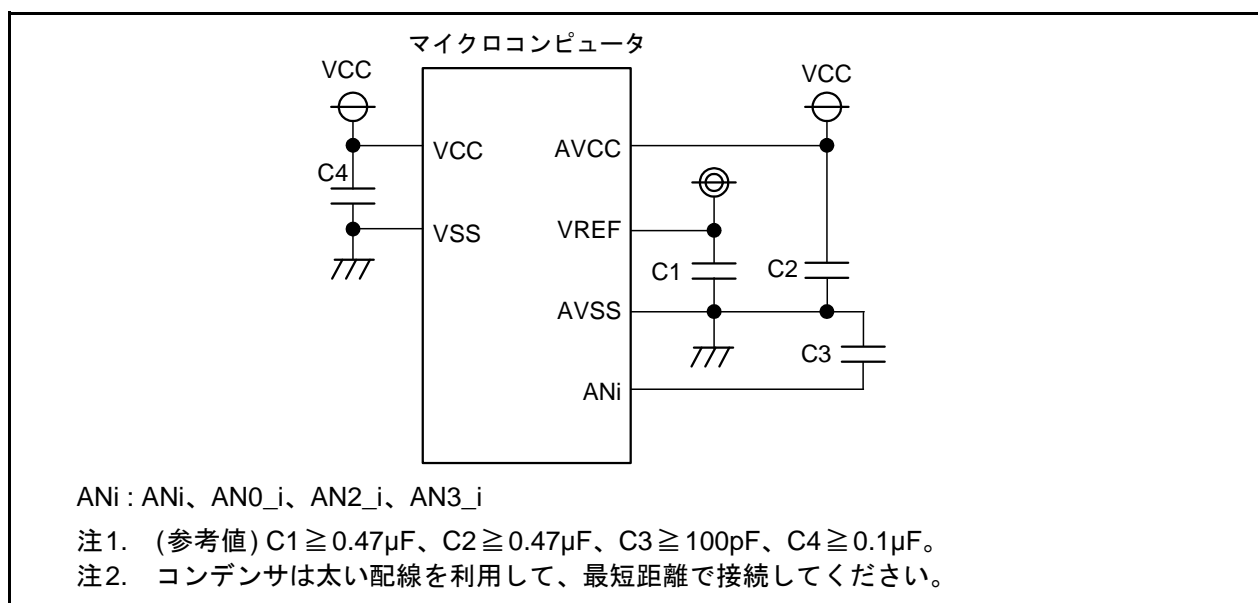 マイクロコンピュータ
VCC
VCC
VCC
AVCC
C4
VSS
VREF
C1
C2
AVSS
C3
ANi
ANi : ANi、AN0_i、AN2_i、AN3_i
注1. (参考値) C1≧0.47µF、C2≧0.47µF、C3≧100pF、C4≧0.1µF。
注2. コンデンサは太い配線を利用して、最短距離で接続してください。